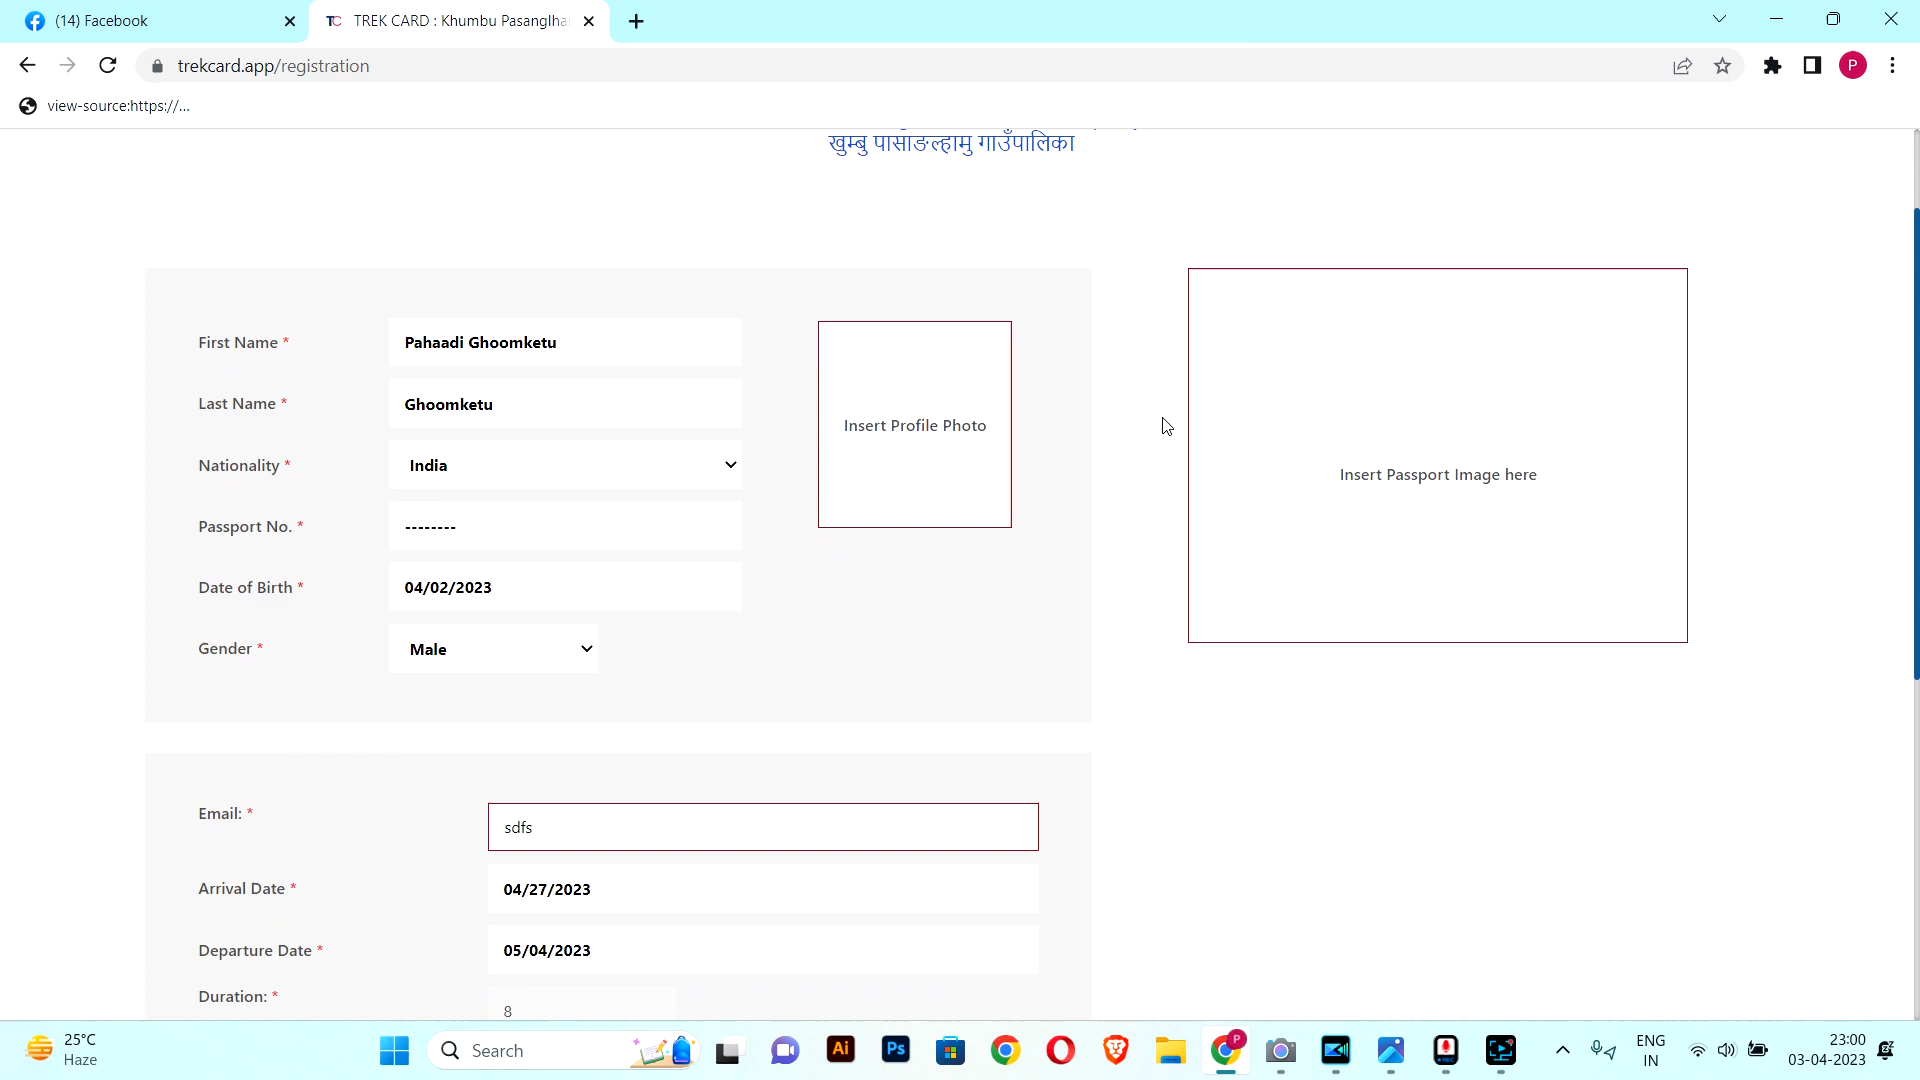 (14) Facebook
TREK CARD : Khumbu Pasanglha
trekcard.app/registration
P
view-source:https://...
खुम्बु पासाङल्हामु गाउँपालिका
First Name *
Pahaadi Ghoomketu
Last Name *
Ghoomketu
Nationality *
India
Passport No. *
--------
Date of Birth *
04/02/2023
Gender *
Male
Insert Profile Photo
Insert Passport Image here
Email: *
sdfs
Arrival Date *
04/27/2023
Departure Date *
05/04/2023
Duration: *
8
25°C
Haze
Search
Ai
Ps
P
ENG
IN
23:00
03-04-2023